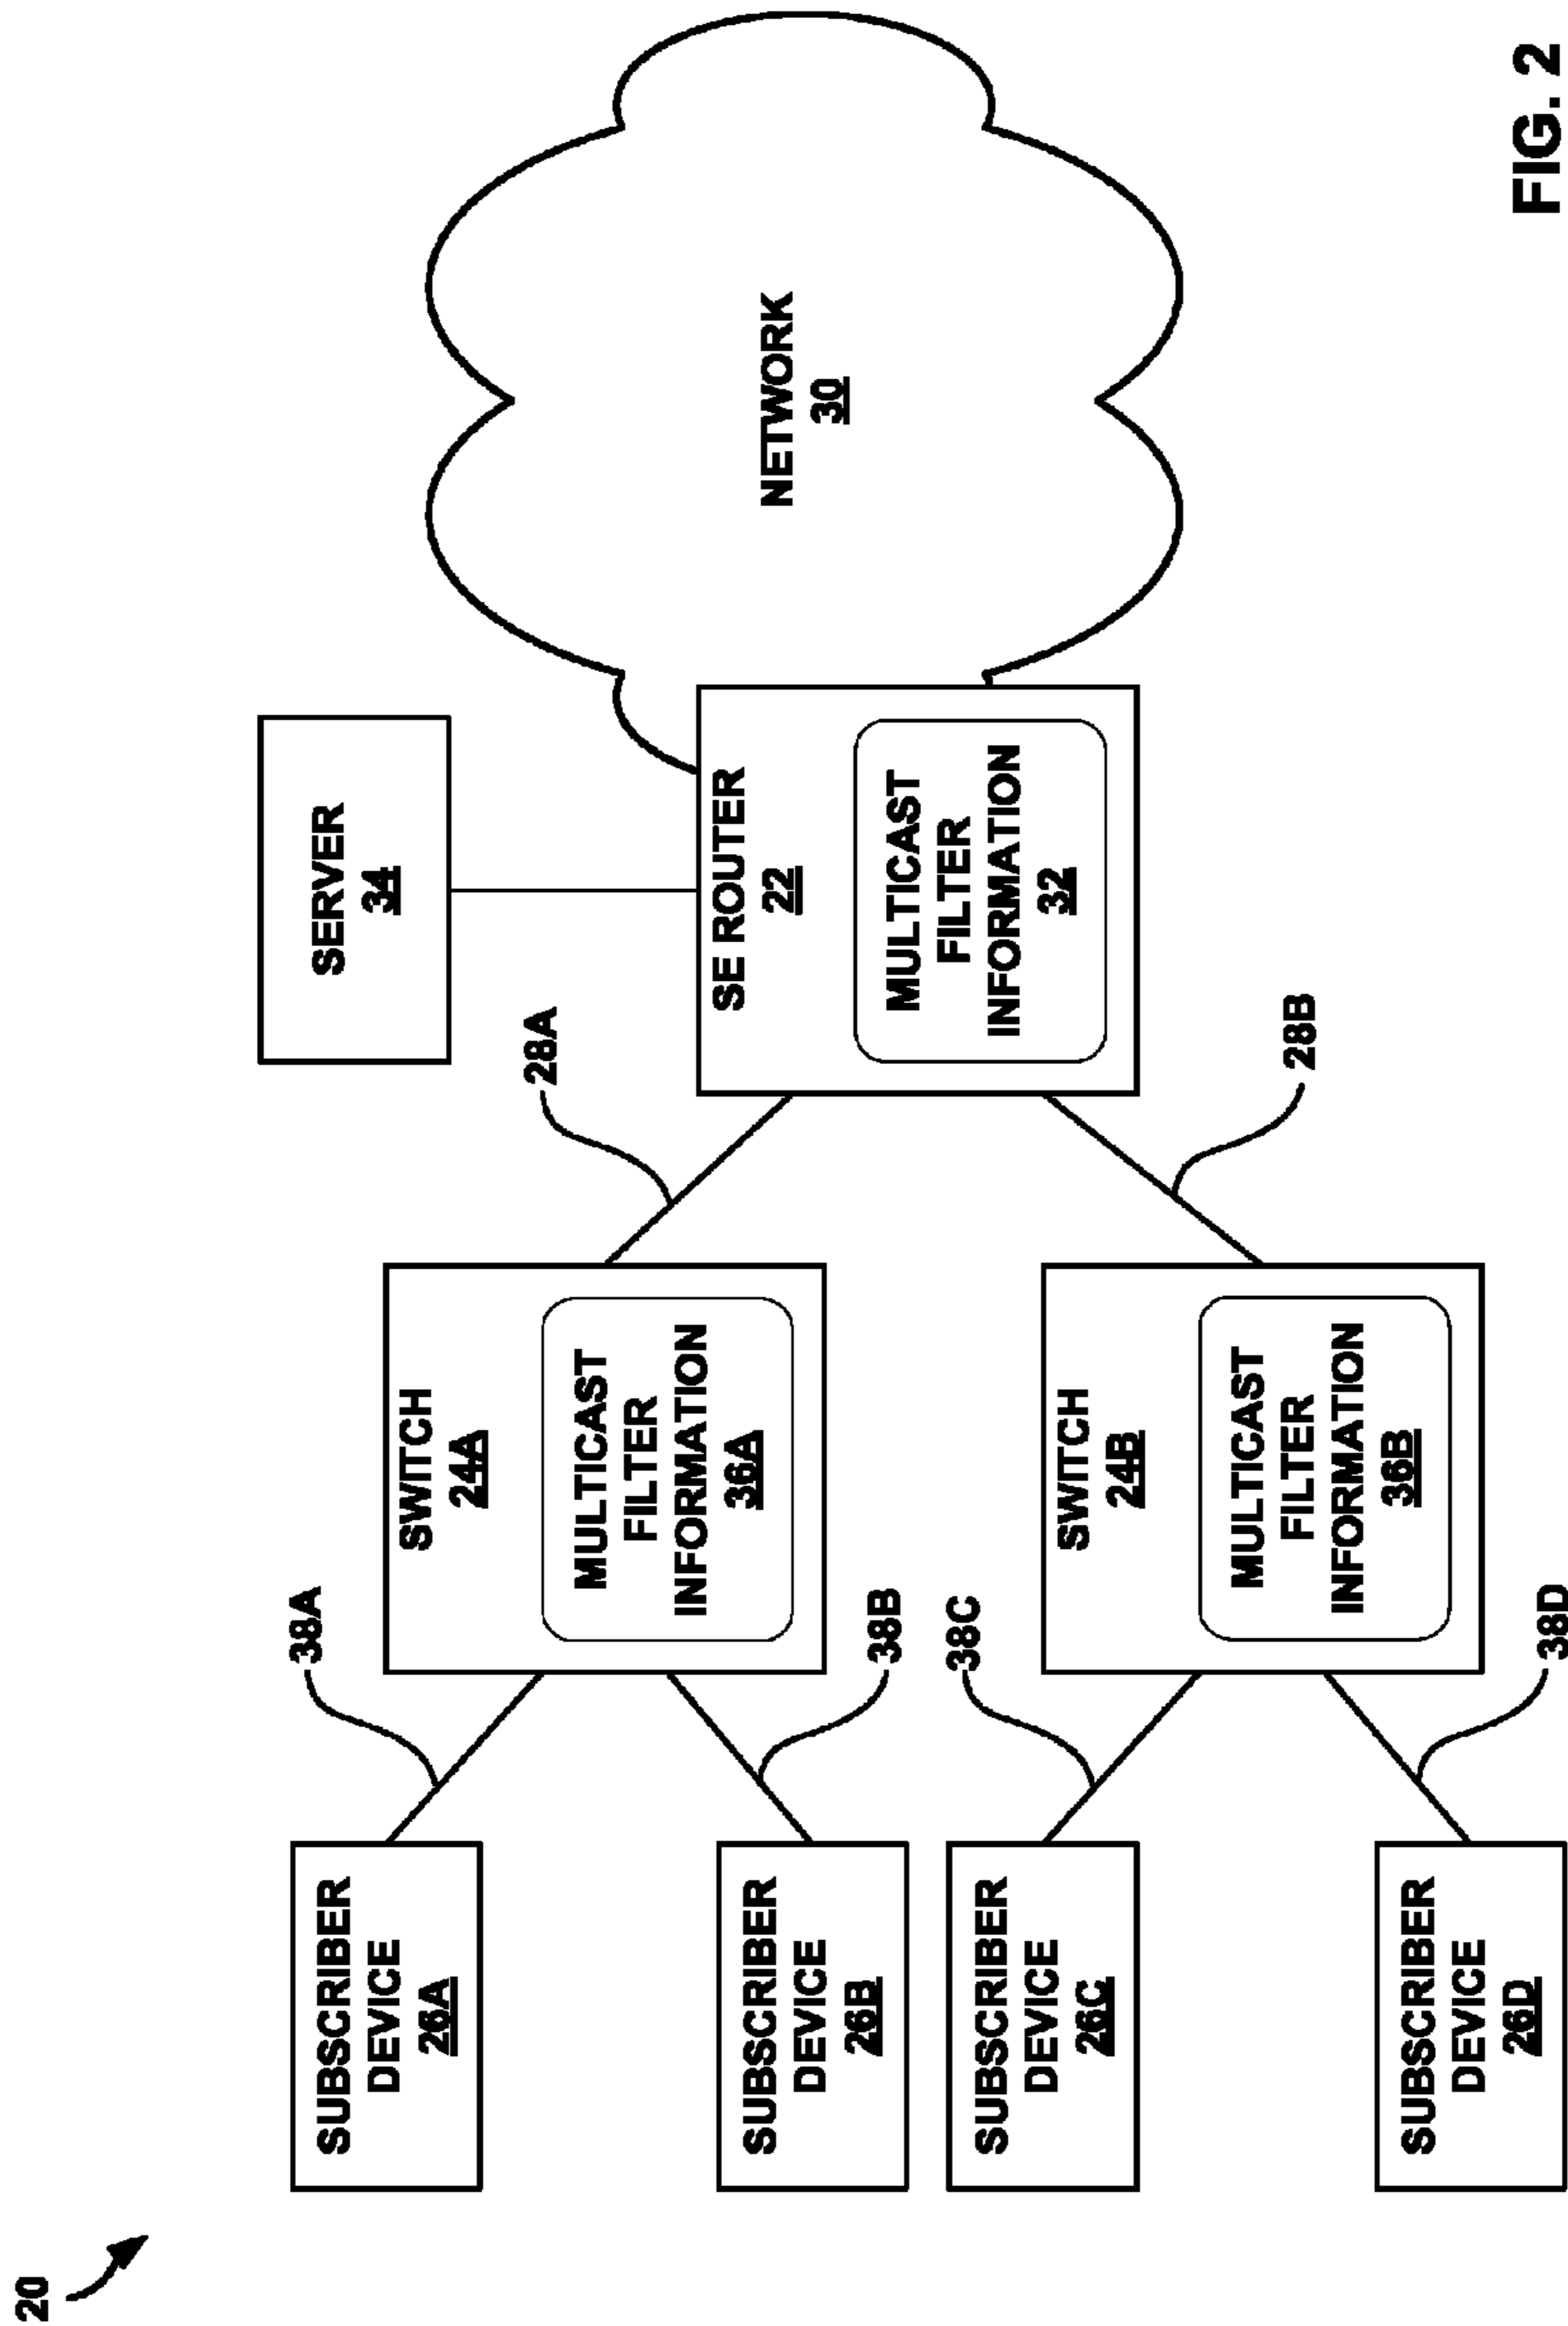 20
SUBSCRIBER
DEVICE
26A
SUBSCRIBER
DEVICE
26B
SUBSCRIBER
DEVICE
26C
SUBSCRIBER
DEVICE
26D
38A
38B
38C
38D
SWITCH
24A
MULTICAST
FILTER
INFORMATION
36A
SWITCH
24B
MULTICAST
FILTER
INFORMATION
36B
28A
28B
SERVER
34
SE ROUTER
22
MULTICAST
FILTER
INFORMATION
32
NETWORK
30
FIG. 2